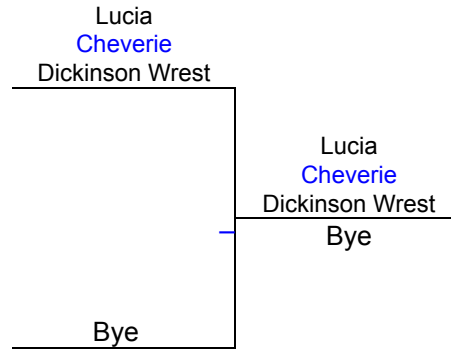 Lucia
Cheverie
Dickinson Wrest
Bye
Lucia
Cheverie
Dickinson Wrest
Bye